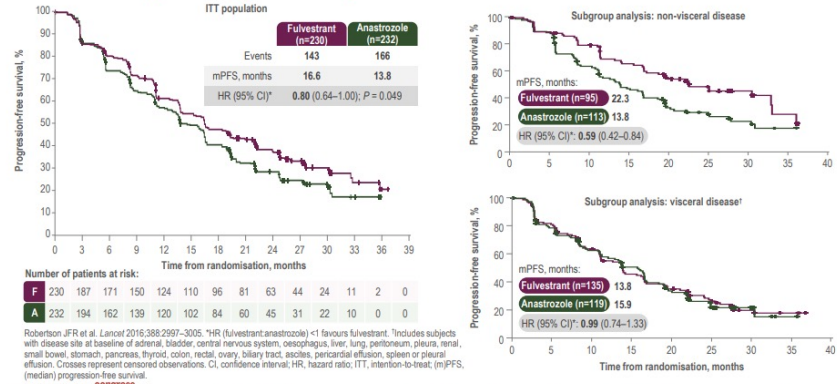 ITT population
Progression-free survival, %
100
90
80
70
60
50
40
30
20
10
0
0 3 6 9 12 15 18 21 24 27 30 33 36 39
Time from randomisation, months
Fulvestrant (n=230) Anastrozole (n=232)
Events 143 166
mPFS, months 16.6 13.8
HR (95% CI)* 0.80 (0.64–1.00); P = 0.049
Number of patients at risk:
F 230 187 171 150 124 110 96 81 63 44 24 11 2 0
A 232 194 162 139 120 102 84 60 45 31 22 10 0 0
Subgroup analysis: non-visceral disease
Progression-free survival, %
100
80
60
40
20
0
0 5 10 15 20 25 30 35 40
mPFS, months:
Fulvestrant (n=95) 22.3
Anastrozole (n=113) 13.8
HR (95% CI)*: 0.59 (0.42–0.84)
Subgroup analysis: visceral disease†
Progression-free survival, %
100
80
60
40
20
0
0 5 10 15 20 25 30 35 40
Time from randomisation, months
mPFS, months:
Fulvestrant (n=135) 13.8
Anastrozole (n=119) 15.9
HR (95% CI)*: 0.99 (0.74–1.33)
Robertson JFR et al. Lancet 2016;388:2997–3005. *HR (fulvestrant:anastrozole) <1 favours fulvestrant. †Includes subjects
with disease site at baseline of adrenal, bladder, central nervous system, oesophagus, liver, lung, peritoneum, pleura, renal,
small bowel, stomach, pancreas, thyroid, colon, rectal, ovary, biliary tract, ascites, pericardial effusion, spleen or pleural
effusion. Crosses represent censored observations. CI, confidence interval; HR, hazard ratio; ITT, intention-to-treat; (m)PFS,
(median) progression-free survival.